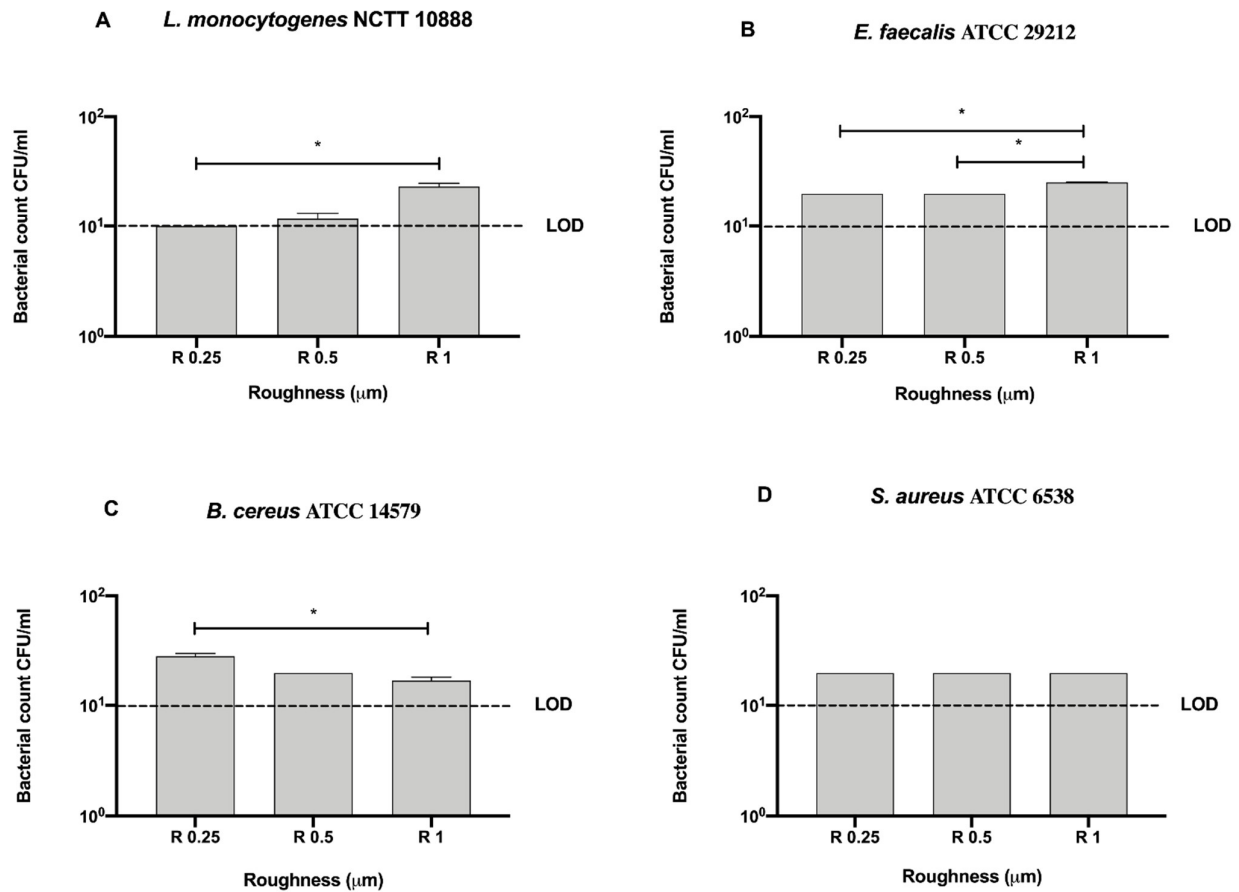 A
L. monocytogenes NCTT 10888
Bacterial count CFU/ml
10²
10¹
10⁰
*
LOD
R 0.25 R 0.5 R 1
Roughness (μm)
B
E. faecalis ATCC 29212
Bacterial count CFU/ml
10²
10¹
10⁰
*
*
LOD
R 0.25 R 0.5 R 1
Roughness (μm)
C
B. cereus ATCC 14579
Bacterial count CFU/ml
10²
10¹
10⁰
*
LOD
R 0.25 R 0.5 R 1
Roughness (μm)
D
S. aureus ATCC 6538
Bacterial count CFU/ml
10²
10¹
10⁰
LOD
R 0.25 R 0.5 R 1
Roughness (μm)